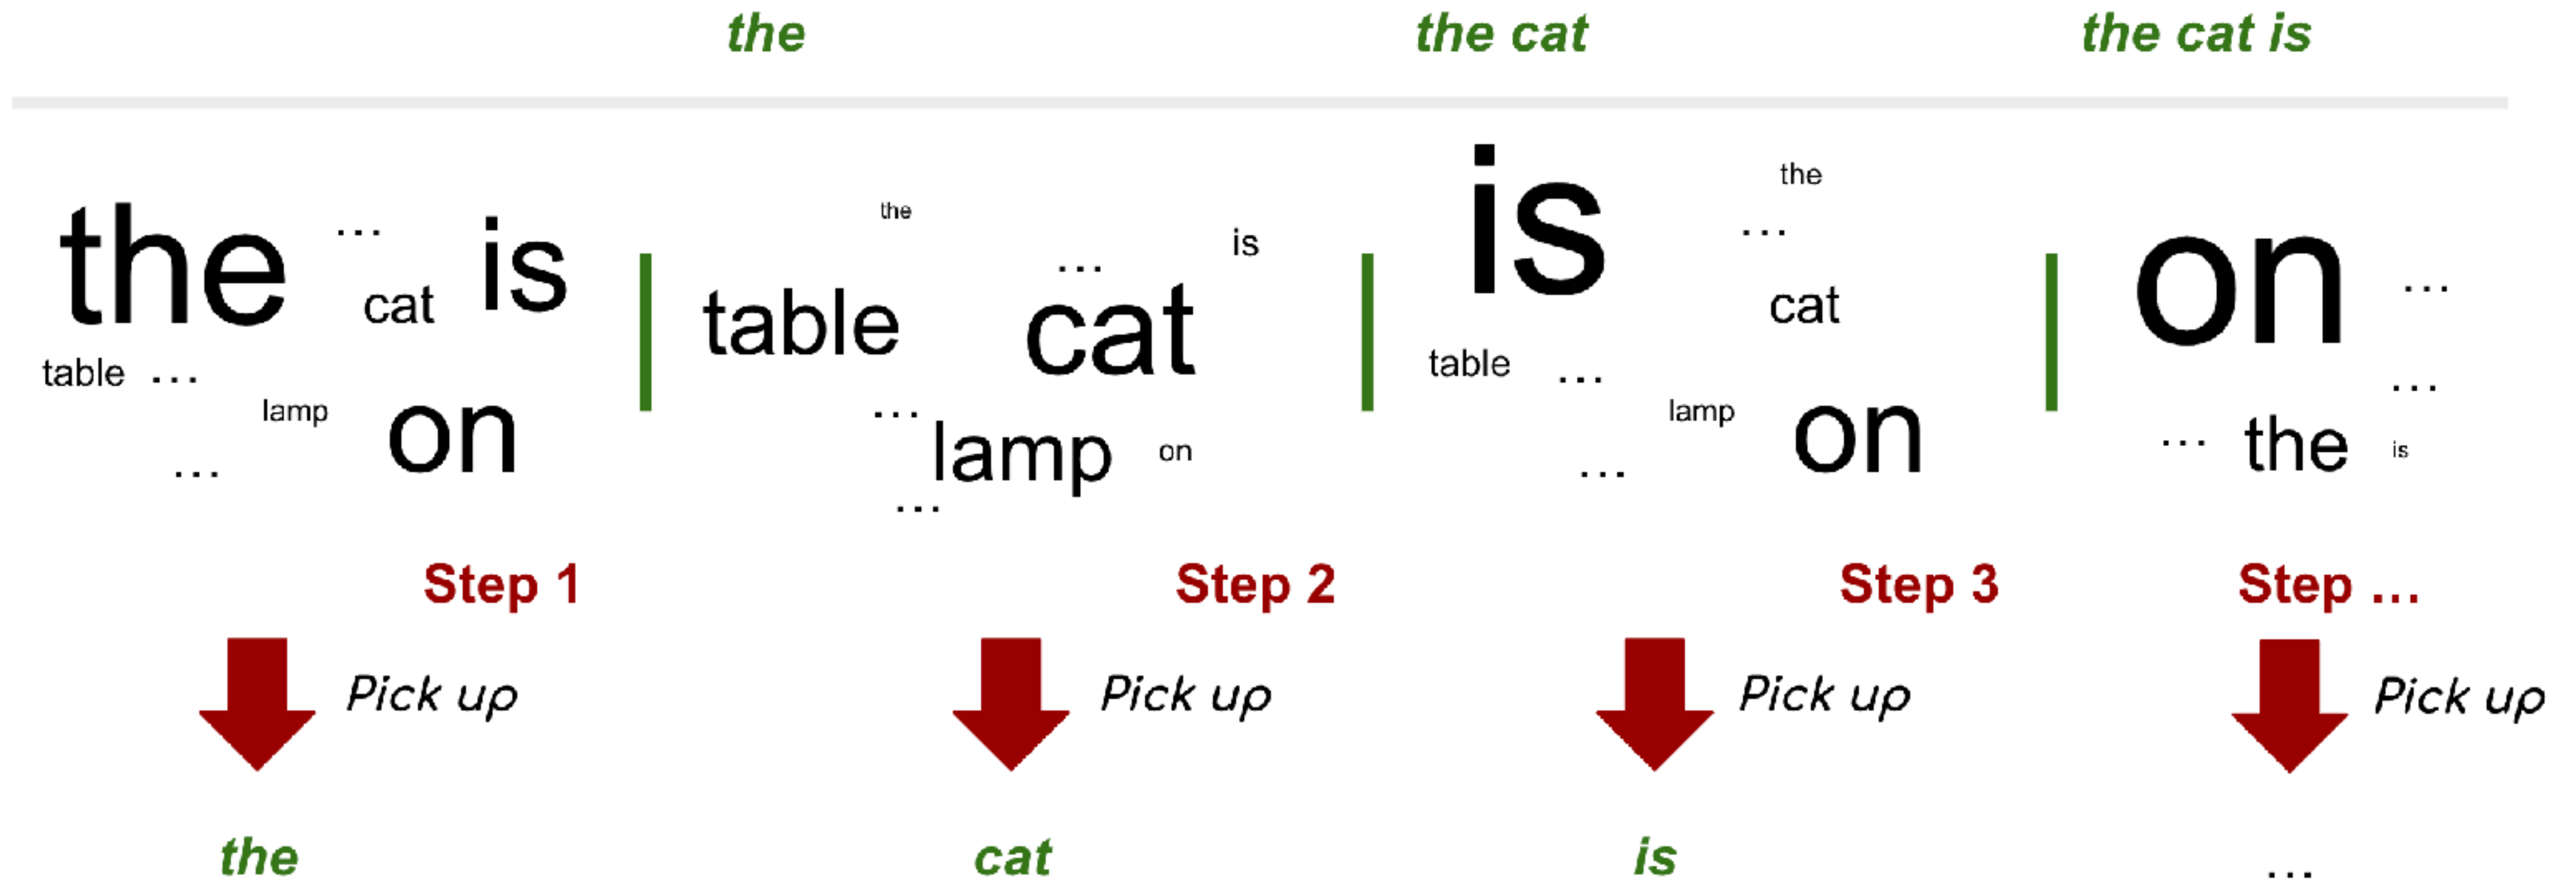 the
the cat
the cat is
the ... is
cat
table ...
lamp on
...
the
is
...
table cat
...
lamp on
...
is the
...
cat
table ...
lamp on
...
on ...
...
... the is
Step 1
Step 2
Step 3
Step ...
Pick up
Pick up
Pick up
Pick up
the
cat
is
...